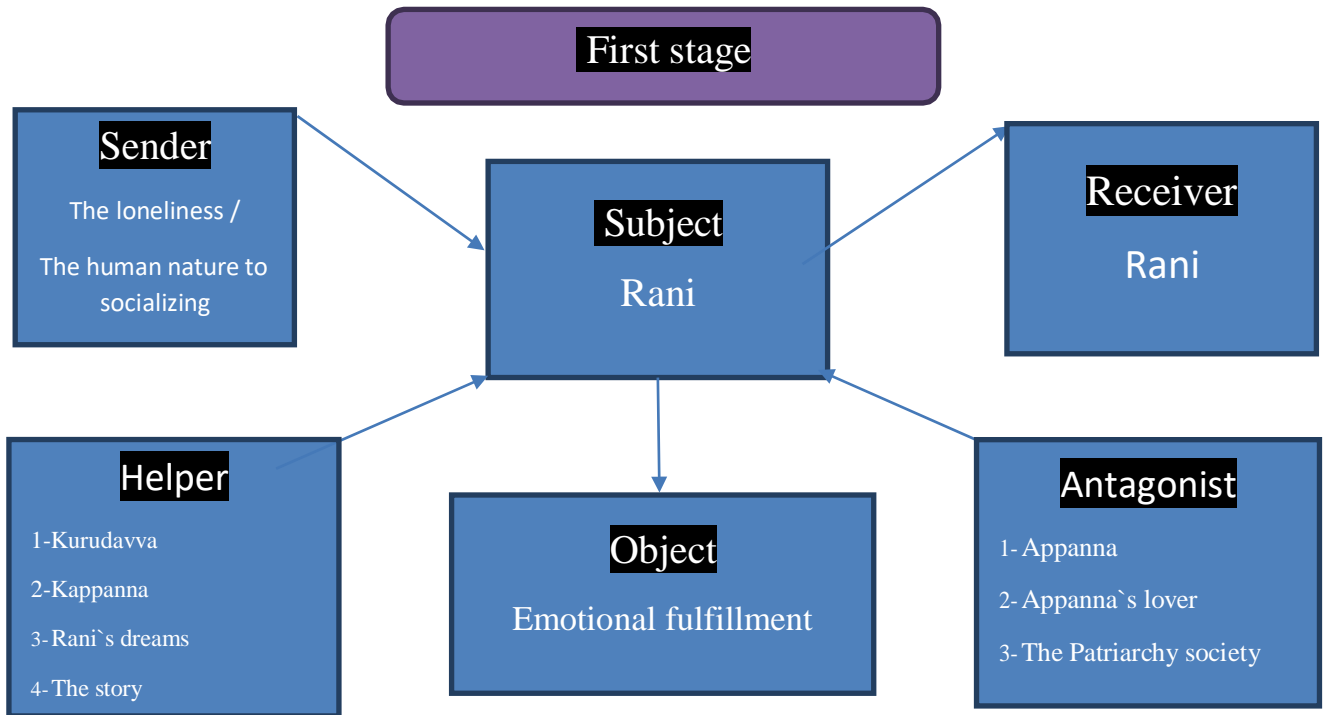 First stage
Sender
The loneliness /
The human nature to
socializing
Subject
Rani
Receiver
Rani
Helper
1-Kurudavva
2-Kappanna
3-Rani`s dreams
4-The story
Object
Emotional fulfillment
Antagonist
1- Appanna
2- Appanna`s lover
3- The Patriarchy society